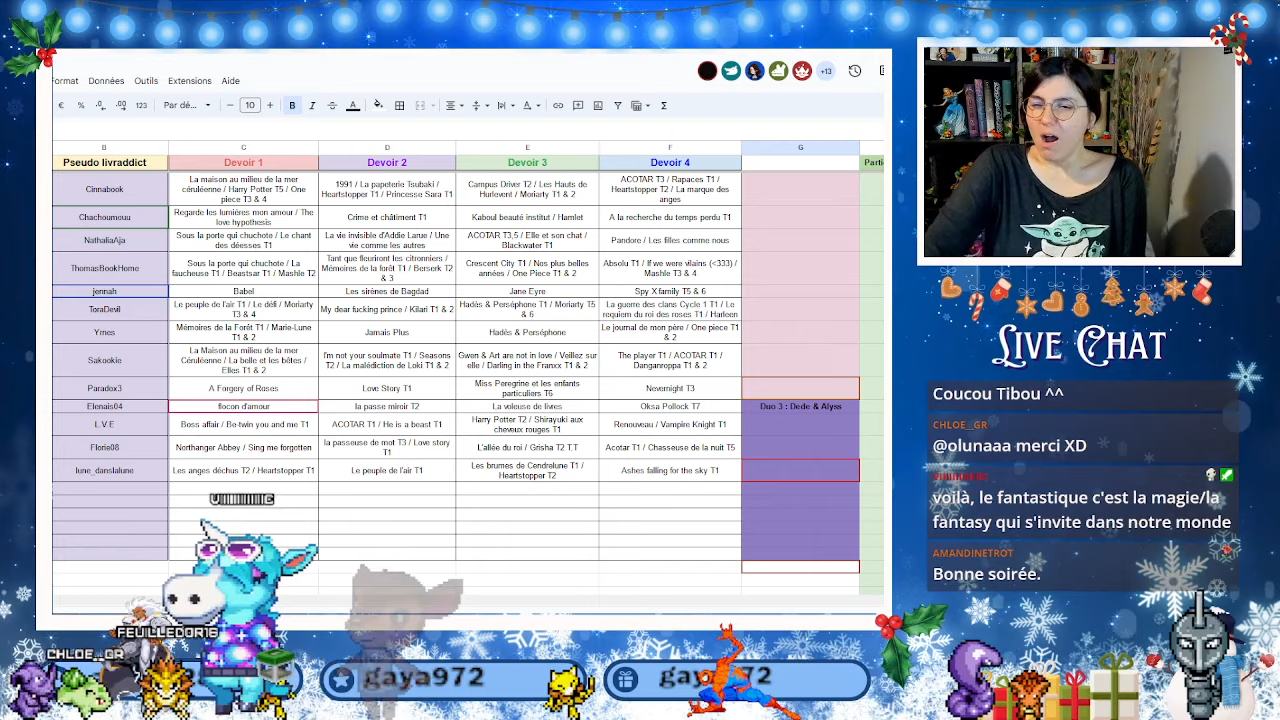 ormat Données Outils Extensions Aide
+13
€ % .0 .00 123 Par dé... - 10 + B I A Σ
B C D E F G
Pseudo livraddict Devoir 1 Devoir 2 Devoir 3 Devoir 4 Parti
Cinnabook
La maison au milieu de la mer
céruléenne / Harry Potter T5 / One
piece T3 & 4
1991 / La papeterie Tsubaki /
Heartstopper T1 / Princesse Sara T1
Campus Driver T2 / Les Hauts de
Hurlevent / Moriarty T1 & 2
ACOTAR T3 / Rapaces T1 /
Heartstopper T2 / La marque des
anges
Chachoumouu
Regarde les lumières mon amour / The
love hypothesis
Crime et châtiment T1
Kaboul beauté institut / Hamlet
A la recherche du temps perdu T1
NathaliaAja
Sous la porte qui chuchote / Le chant
des déesses T1
La vie invisible d'Addie Larue / Une
vie comme les autres
ACOTAR T3,5 / Elle et son chat /
Blackwater T1
Pandore / Les filles comme nous
ThomasBookHome
Sous la porte qui chuchote / La
faucheuse T1 / Beastsar T1 / Mashle T2
Tant que fleuriront les citronniers /
Mémoires de la forêt T1 / Berserk T2
& 3
Crescent City T1 / Nos plus belles
années / One Piece T1 & 2
Absolu T1 / If we were vilains (<333) /
Mashle T3 & 4
jennah
Babel
Les sirènes de Bagdad
Jane Eyre
Spy X family T5 & 6
ToraDevil
Le peuple de l'air T1 / Le défi / Moriarty
T3 & 4
My dear fucking prince / Kilari T1 & 2
Hadès & Perséphone T1 / Moriarty T5
& 6
La guerre des clans Cycle 1 T1 / Le
requiem du roi des roses T1 / Harleen
Ymes
Mémoires de la Forêt T1 / Marie-Lune
T1 & 2
Jamais Plus
Hadès & Perséphone
Le journal de mon père / One piece T1
& 2
Sakookie
La Maison au milieu de la mer
Céruléenne / La belle et les bêtes /
Elles T1 & 2
I'm not your soulmate T1 / Seasons
T2 / La malédiction de Loki T1 & 2
Gwen & Art are not in love / Veillez sur
elle / Darling in the Franxx T1 & 2
The player T1 / ACOTAR T1 /
Danganroppa T1 & 2
Paradox3
A Forgery of Roses
Love Story T1
Miss Peregrine et les enfants
particuliers T6
Nevernight T3
Elenais04
flocon d'amour
la passe miroir T2
La voleuse de livres
Oksa Pollock T7
Duo 3 : Dede & Alyss
L.V.E
Boss affair / Be-twin you and me T1
ACOTAR T1 / He is a beast T1
Harry Potter T2 / Shirayuki aux
cheveux rouges T1
Renouveau / Vampire Knight T1
Florie08
Northanger Abbey / Sing me forgotten
la passeuse de mot T3 / Love story
T1
L'allée du roi / Grisha T2 T.T
Acotar T1 / Chasseuse de la nuit T5
lune_danslalune
Les anges déchus T2 / Heartstopper T1
Le peuple de l'air T1
Les brumes de Cendrelune T1 /
Heartstopper T2
Ashes falling for the sky T1
LIVE CHAT
Coucou Tibou ^^
CHLOE_GR
@olunaaa merci XD
voilà, le fantastique c'est la magie/la
fantasy qui s'invite dans notre monde
AMANDINETROT
Bonne soirée.
FEUILLEDOR16
CHLOE_GR
gaya972